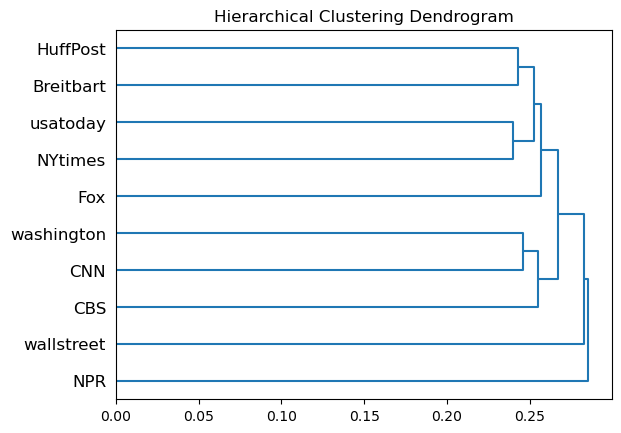 Hierarchical Clustering Dendrogram
HuffPost
Breitbart
usatoday
NYtimes
Fox
washington
CNN
CBS
wallstreet
NPR
0.00 0.05 0.10 0.15 0.20 0.25